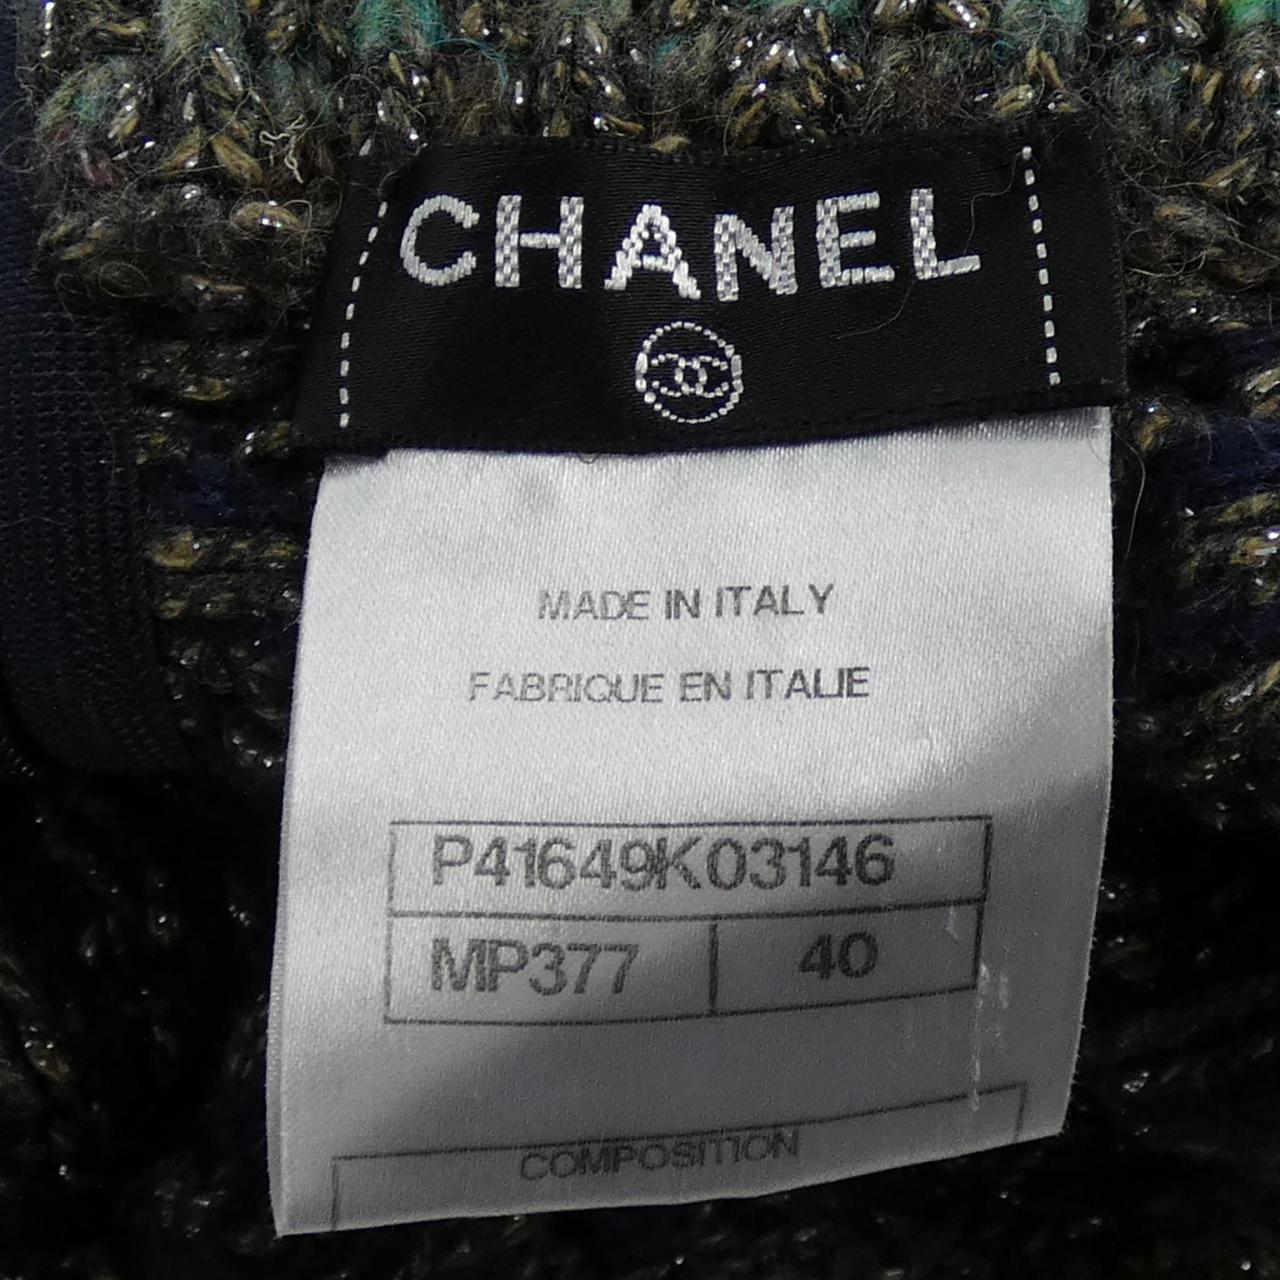 CHANEL
MADE IN ITALY
FABRIQUE EN ITALIE
P41649K03146
MP377 40
COMPOSITION